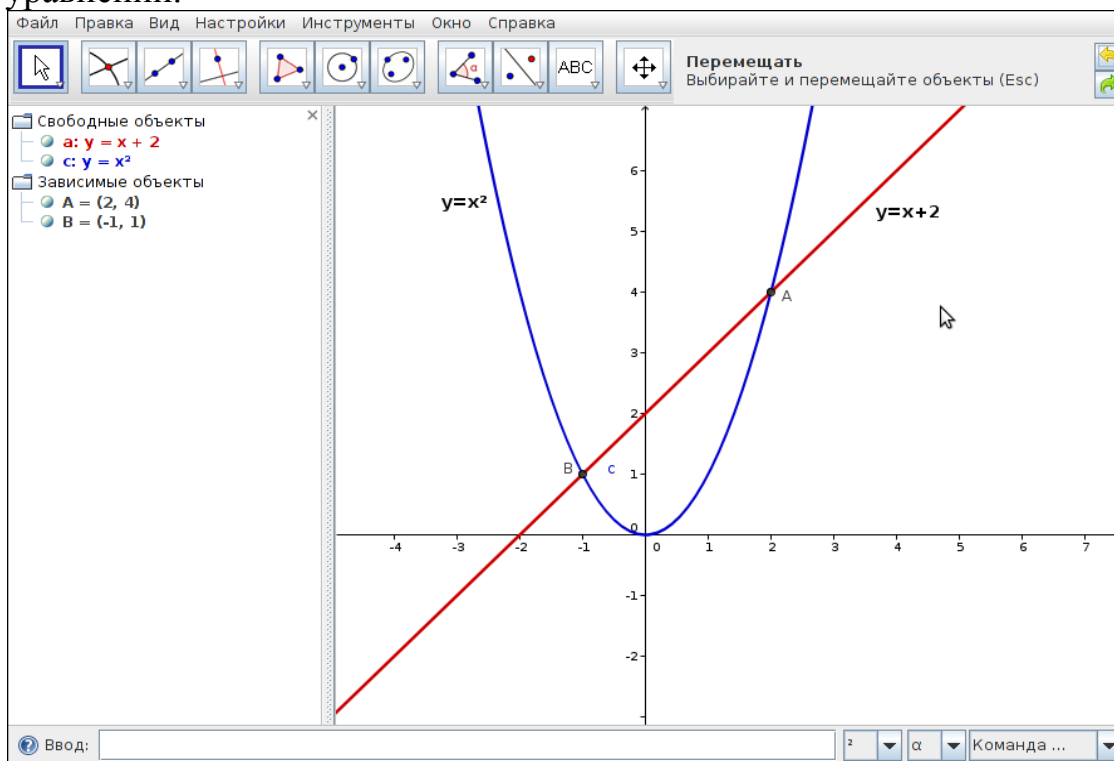 уравнений.
Файл Правка Вид Настройки Инструменты Окно Справка
ABC
α
Перемещать
Выбирайте и перемещайте объекты (Esc)
Свободные объекты
a: y = x + 2
c: y = x²
Зависимые объекты
A = (2, 4)
B = (-1, 1)
y=x²
y=x+2
A
B
c
6
5
4
3
2
1
0
-1
-2
-4 -3 -2 -1 0 1 2 3 4 5 6 7
Ввод:
² α Команда ...